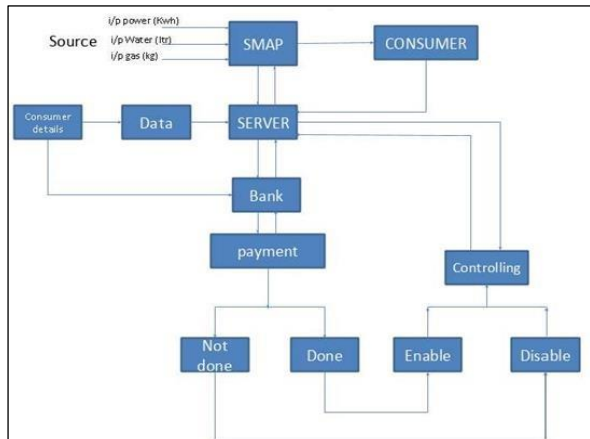 i/p power (Kwh)
Source
i/p Water (ltr)
i/p gas (kg)
SMAP
CONSUMER
Consumer
details
Data
SERVER
Bank
payment
Controlling
Not
done
Done
Enable
Disable